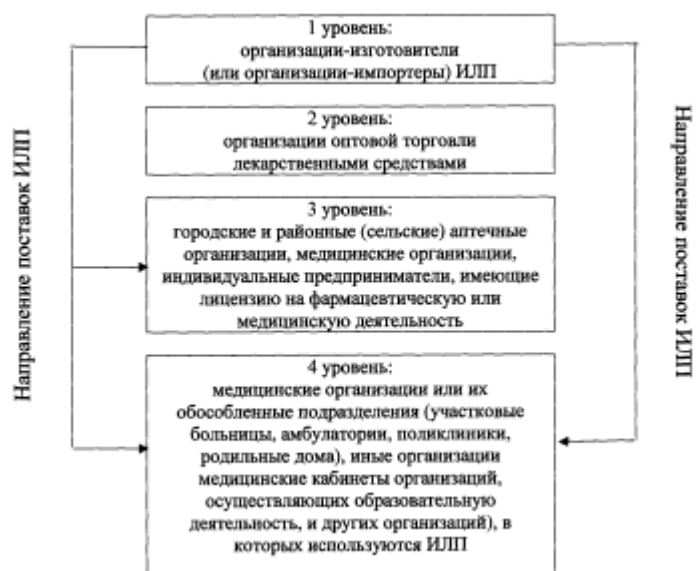 1 уровень:
организации-изготовители
(или организации-импортеры) ИЛП
Направление поставок ИЛП
2 уровень:
организации оптовой торговли
лекарственными средствами
3 уровень:
городские и районные (сельские) аптечные
организации, медицинские организации,
индивидуальные предприниматели, имеющие
лицензию на фармацевтическую или
медицинскую деятельность
Направление поставок ИЛП
4 уровень:
медицинские организации или их
обособленные подразделения (участковые
больницы, амбулатории, поликлиники,
родильные дома), иные организации
медицинские кабинеты организаций,
осуществляющих образовательную
деятельность, и других организаций), в
которых используются ИЛП